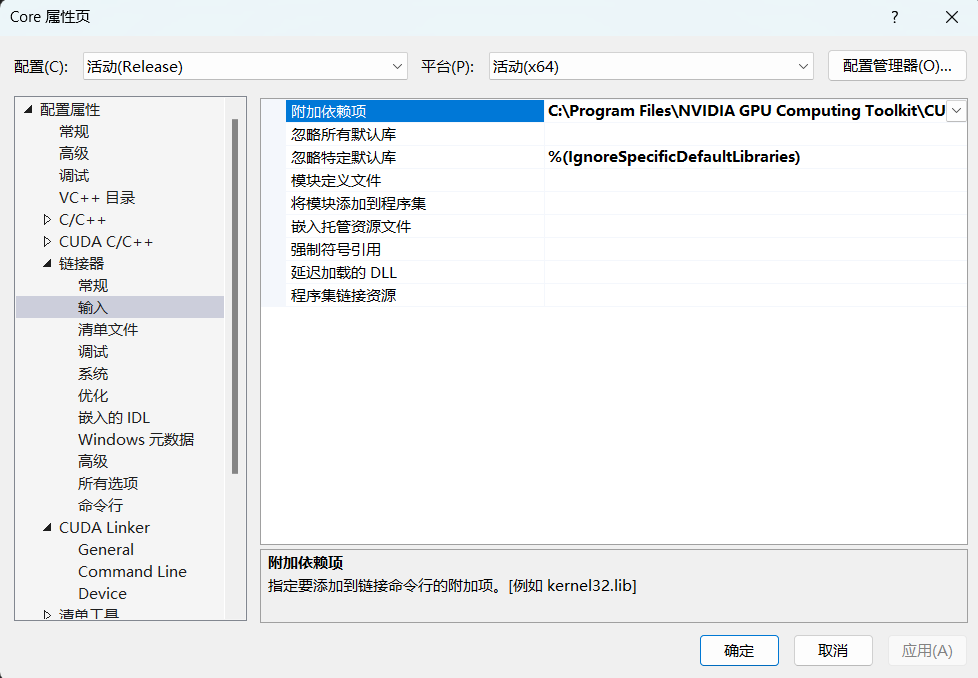 Core 属性页
配置(C): 活动(Release) 平台(P): 活动(x64) 配置管理器(O)...
配置属性
常规
高级
调试
VC++ 目录
C/C++
CUDA C/C++
链接器
常规
输入
清单文件
调试
系统
优化
嵌入的 IDL
Windows 元数据
高级
所有选项
命令行
CUDA Linker
General
Command Line
Device
清单工具
附加依赖项 C:\Program Files\NVIDIA GPU Computing Toolkit\CU
忽略所有默认库
忽略特定默认库 %(IgnoreSpecificDefaultLibraries)
模块定义文件
将模块添加到程序集
嵌入托管资源文件
强制符号引用
延迟加载的 DLL
程序集链接资源
附加依赖项
指定要添加到链接命令行的附加项。[例如 kernel32.lib]
确定 取消 应用(A)